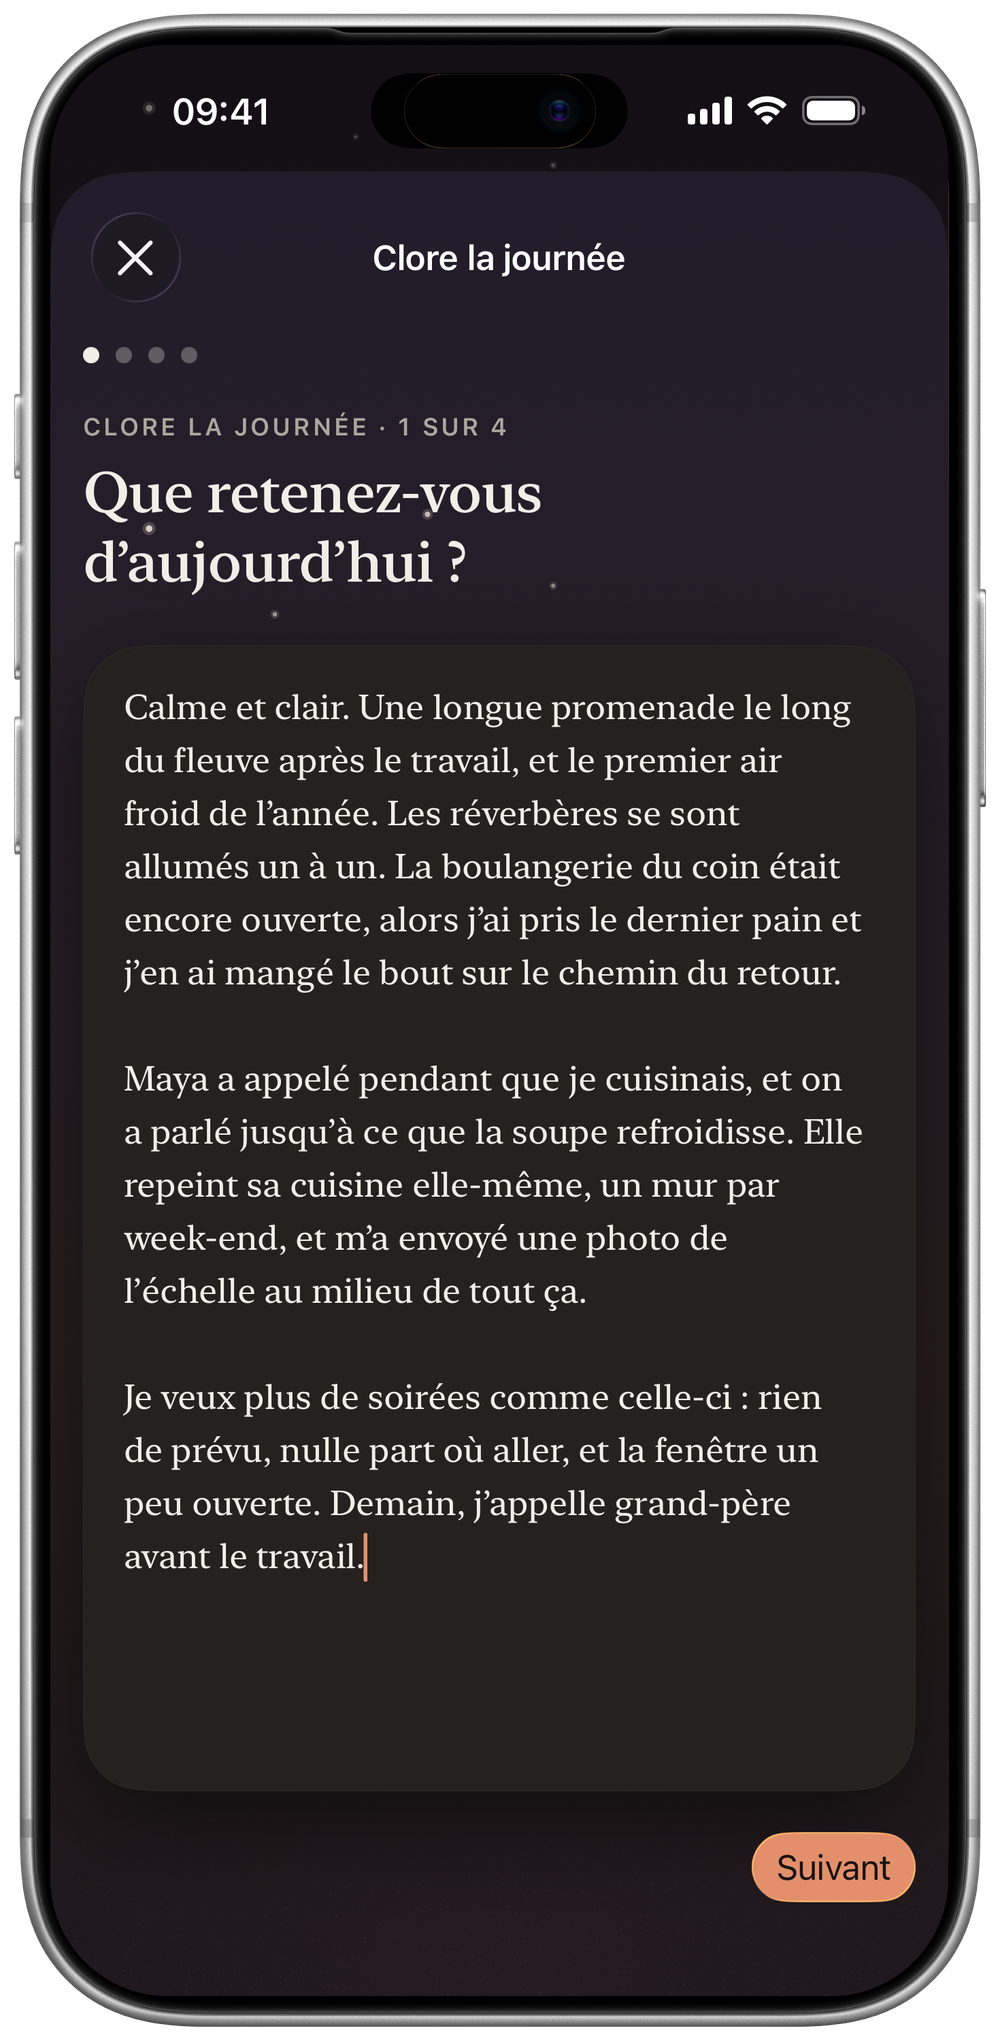 09:41
Clore la journée
CLORE LA JOURNÉE · 1 SUR 4
Que retenez-vous
d’aujourd’hui ?
Calme et clair. Une longue promenade le long
du fleuve après le travail, et le premier air
froid de l’année. Les réverbères se sont
allumés un à un. La boulangerie du coin était
encore ouverte, alors j’ai pris le dernier pain et
j’en ai mangé le bout sur le chemin du retour.
Maya a appelé pendant que je cuisinais, et on
a parlé jusqu’à ce que la soupe refroidisse. Elle
repeint sa cuisine elle-même, un mur par
week-end, et m’a envoyé une photo de
l’échelle au milieu de tout ça.
Je veux plus de soirées comme celle-ci : rien
de prévu, nulle part où aller, et la fenêtre un
peu ouverte. Demain, j’appelle grand-père
avant le travail.
Suivant